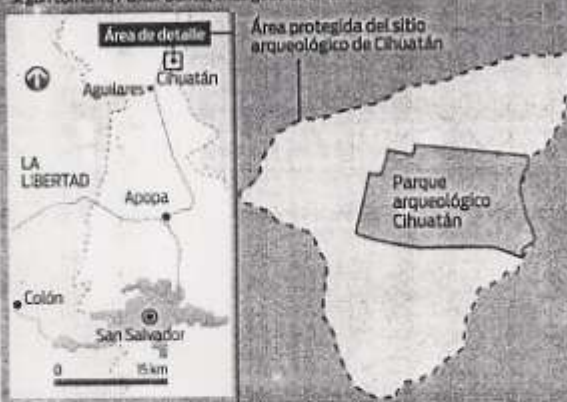 Área de detalle
Cihuatán
Aguilares
LA
LIBERTAD
Apopa
Colón
San Salvador
0 15 km
Área protegida del sitio
arqueológico de Cihuatán
Parque
arqueológico
Cihuatán